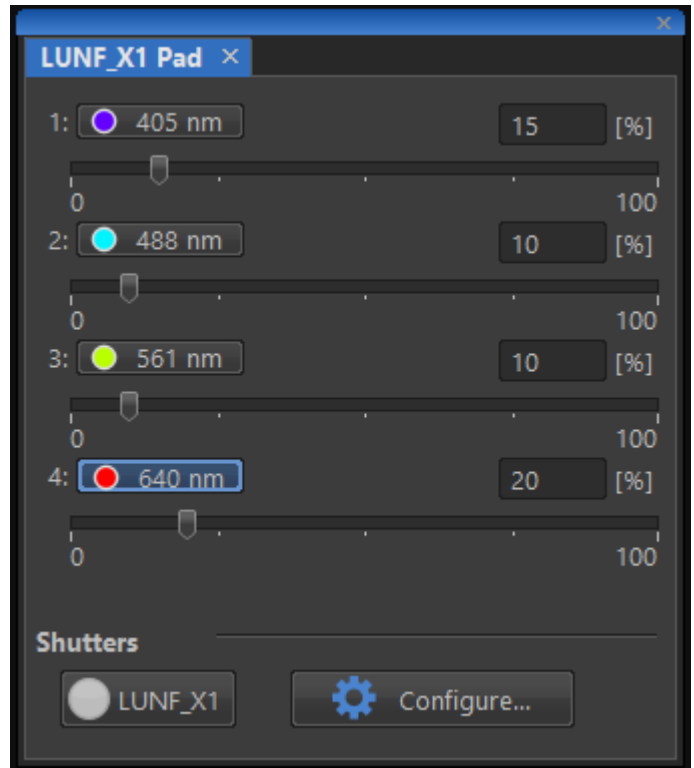 LUNF_X1 Pad
1: 405 nm 15 [%]
0 100
2: 488 nm 10 [%]
0 100
3: 561 nm 10 [%]
0 100
4: 640 nm 20 [%]
0 100
Shutters
LUNF_X1 Configure...